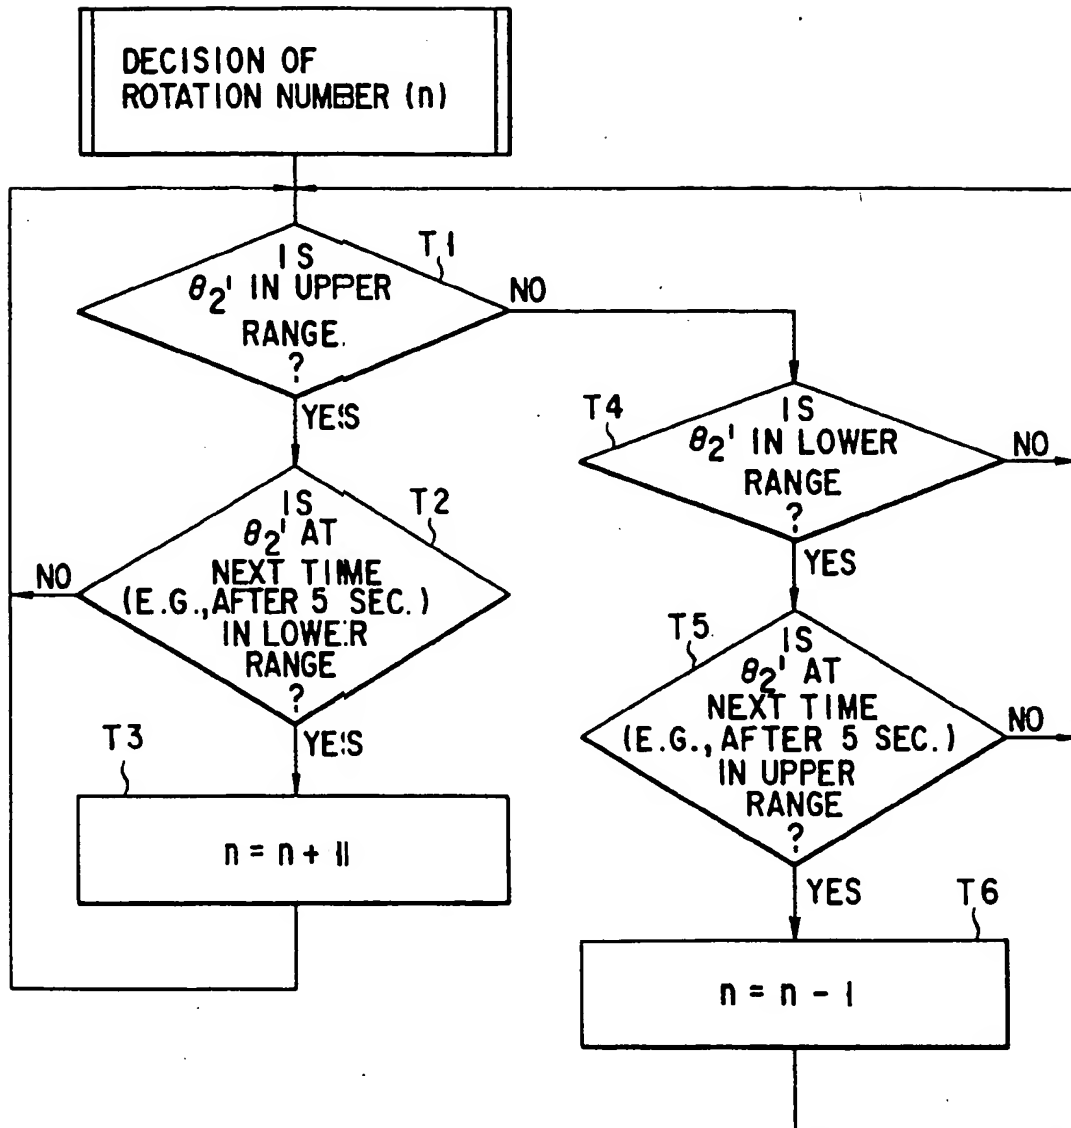 DECISION OF
ROTATION NUMBER (n)
T1
IS
θ2' IN UPPER
RANGE
?
NO
YES
T2
IS
θ2' AT
NEXT TIME
(E.G., AFTER 5 SEC.)
IN LOWER
RANGE
?
NO
YES
T3
n = n + 1
T4
IS
θ2' IN LOWER
RANGE
?
NO
YES
T5
IS
θ2' AT
NEXT TIME
(E.G., AFTER 5 SEC.)
IN UPPER
RANGE
?
NO
YES
T6
n = n - 1